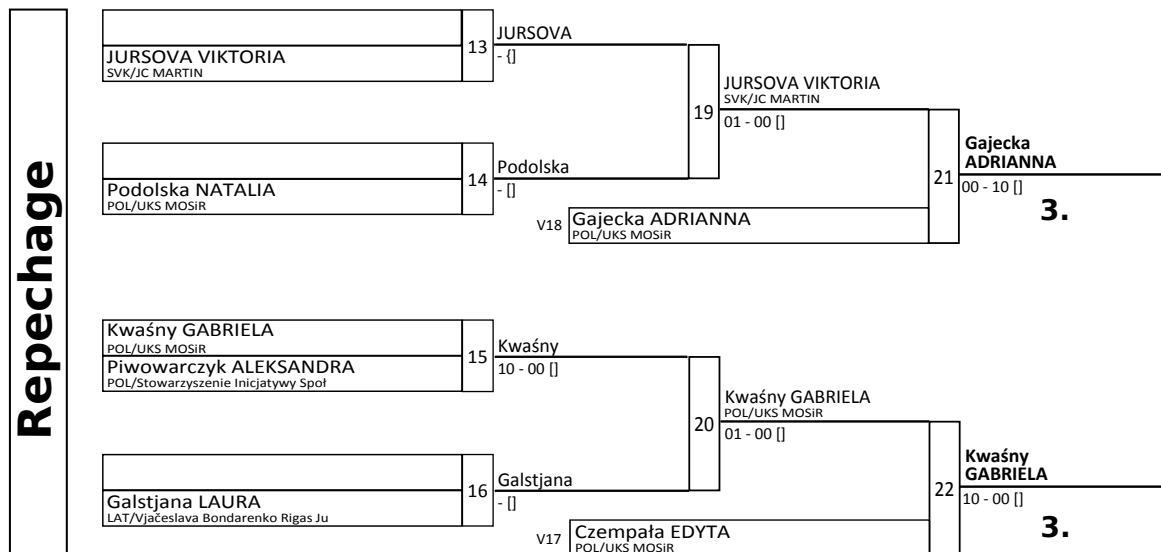 Repechage
JURSOVA VIKTORIA
SVK/JC MARTIN
13
JURSOVA
- {]
Podolska NATALIA
POL/UKS MOSiR
14
Podolska
- []
19
JURSOVA VIKTORIA
SVK/JC MARTIN
01 - 00 []
V18
Gajecka ADRIANNA
POL/UKS MOSiR
21
Gajecka
ADRIANNA
00 - 10 []
3.
Kwaśny GABRIELA
POL/UKS MOSiR
Piwowarczyk ALEKSANDRA
POL/Stowarzyszenie Inicjatywy Społ
15
Kwaśny
10 - 00 []
Galstjana LAURA
LAT/Vjačeslava Bondarenko Rigas Ju
16
Galstjana
- []
20
Kwaśny GABRIELA
POL/UKS MOSiR
01 - 00 []
V17
Czempała EDYTA
POL/UKS MOSiR
22
Kwaśny
GABRIELA
10 - 00 []
3.